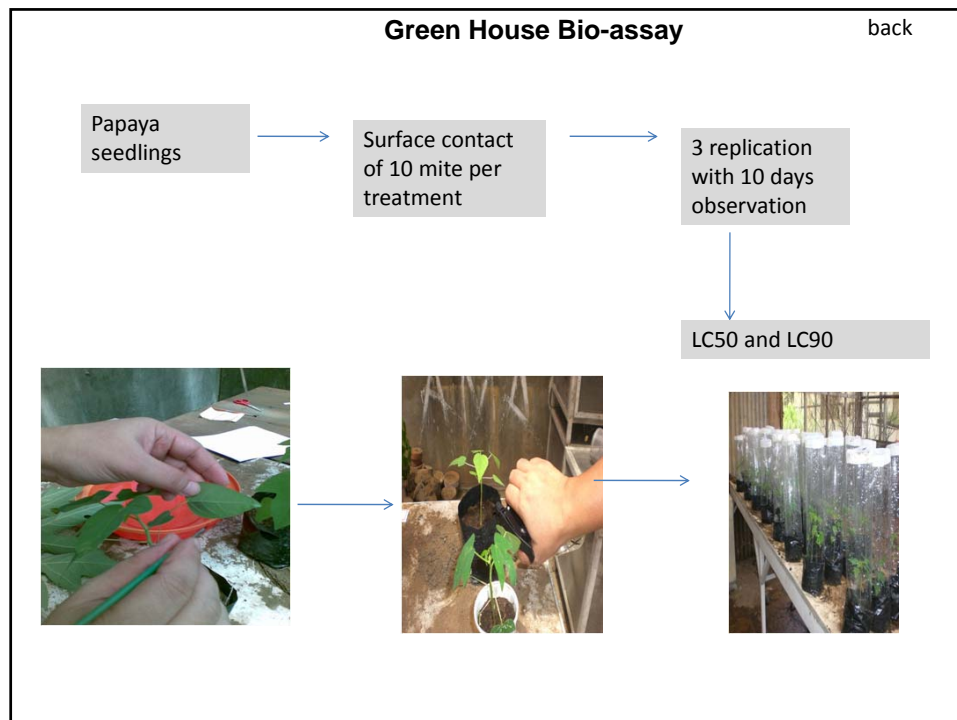 Green House Bio-assay
back
Papaya
seedlings
Surface contact
of 10 mite per
treatment
3 replication
with 10 days
observation
LC50 and LC90